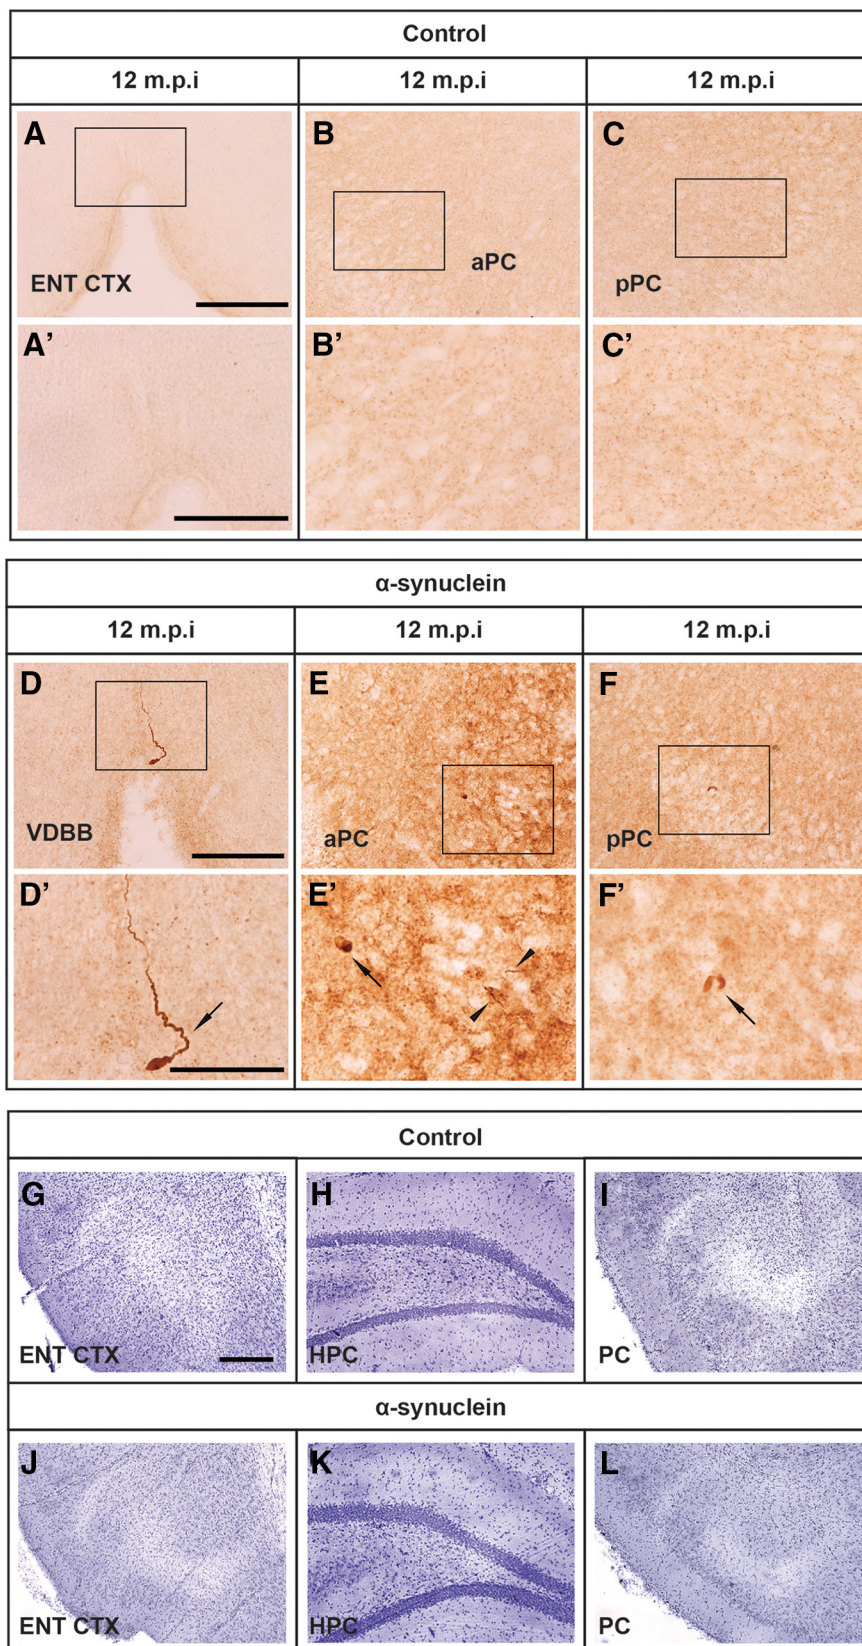 Control
12 m.p.i 12 m.p.i 12 m.p.i
A B C
ENT CTX aPC pPC
A’ B’ C’
α-synuclein
12 m.p.i 12 m.p.i 12 m.p.i
D E F
VDBB aPC pPC
D’ E’ F’
Control
G H I
ENT CTX HPC PC
α-synuclein
J K L
ENT CTX HPC PC